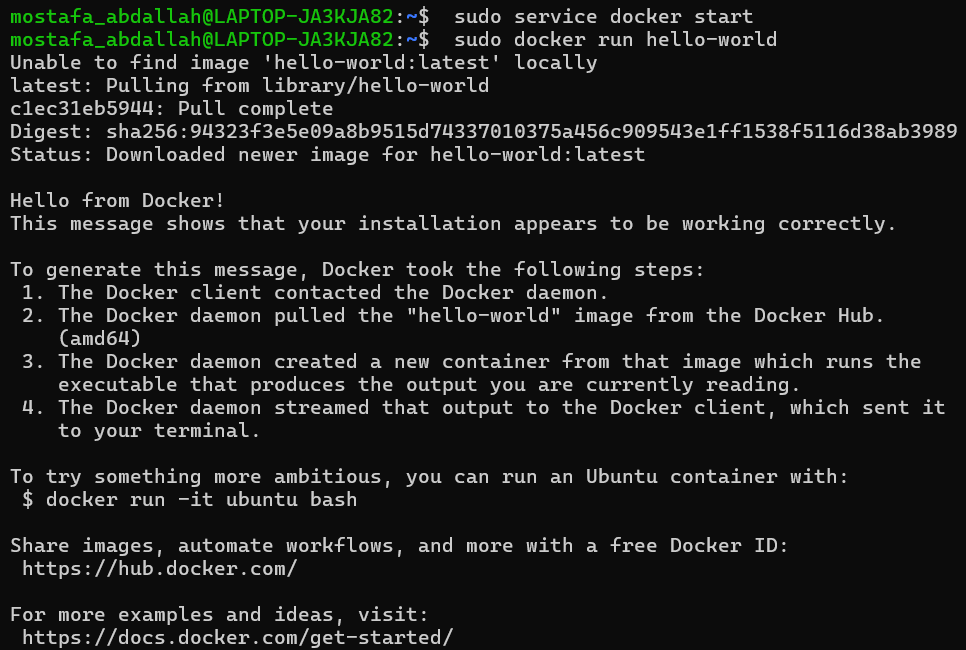 mostafa_abdallah@LAPTOP-JA3KJA82:~$  sudo service docker start
mostafa_abdallah@LAPTOP-JA3KJA82:~$  sudo docker run hello-world
Unable to find image 'hello-world:latest' locally
latest: Pulling from library/hello-world
c1ec31eb5944: Pull complete
Digest: sha256:94323f3e5e09a8b9515d74337010375a456c909543e1ff1538f5116d38ab3989
Status: Downloaded newer image for hello-world:latest

Hello from Docker!
This message shows that your installation appears to be working correctly.

To generate this message, Docker took the following steps:
 1. The Docker client contacted the Docker daemon.
 2. The Docker daemon pulled the "hello-world" image from the Docker Hub.
    (amd64)
 3. The Docker daemon created a new container from that image which runs the
    executable that produces the output you are currently reading.
 4. The Docker daemon streamed that output to the Docker client, which sent it
    to your terminal.

To try something more ambitious, you can run an Ubuntu container with:
 $ docker run -it ubuntu bash

Share images, automate workflows, and more with a free Docker ID:
 https://hub.docker.com/

For more examples and ideas, visit:
 https://docs.docker.com/get-started/